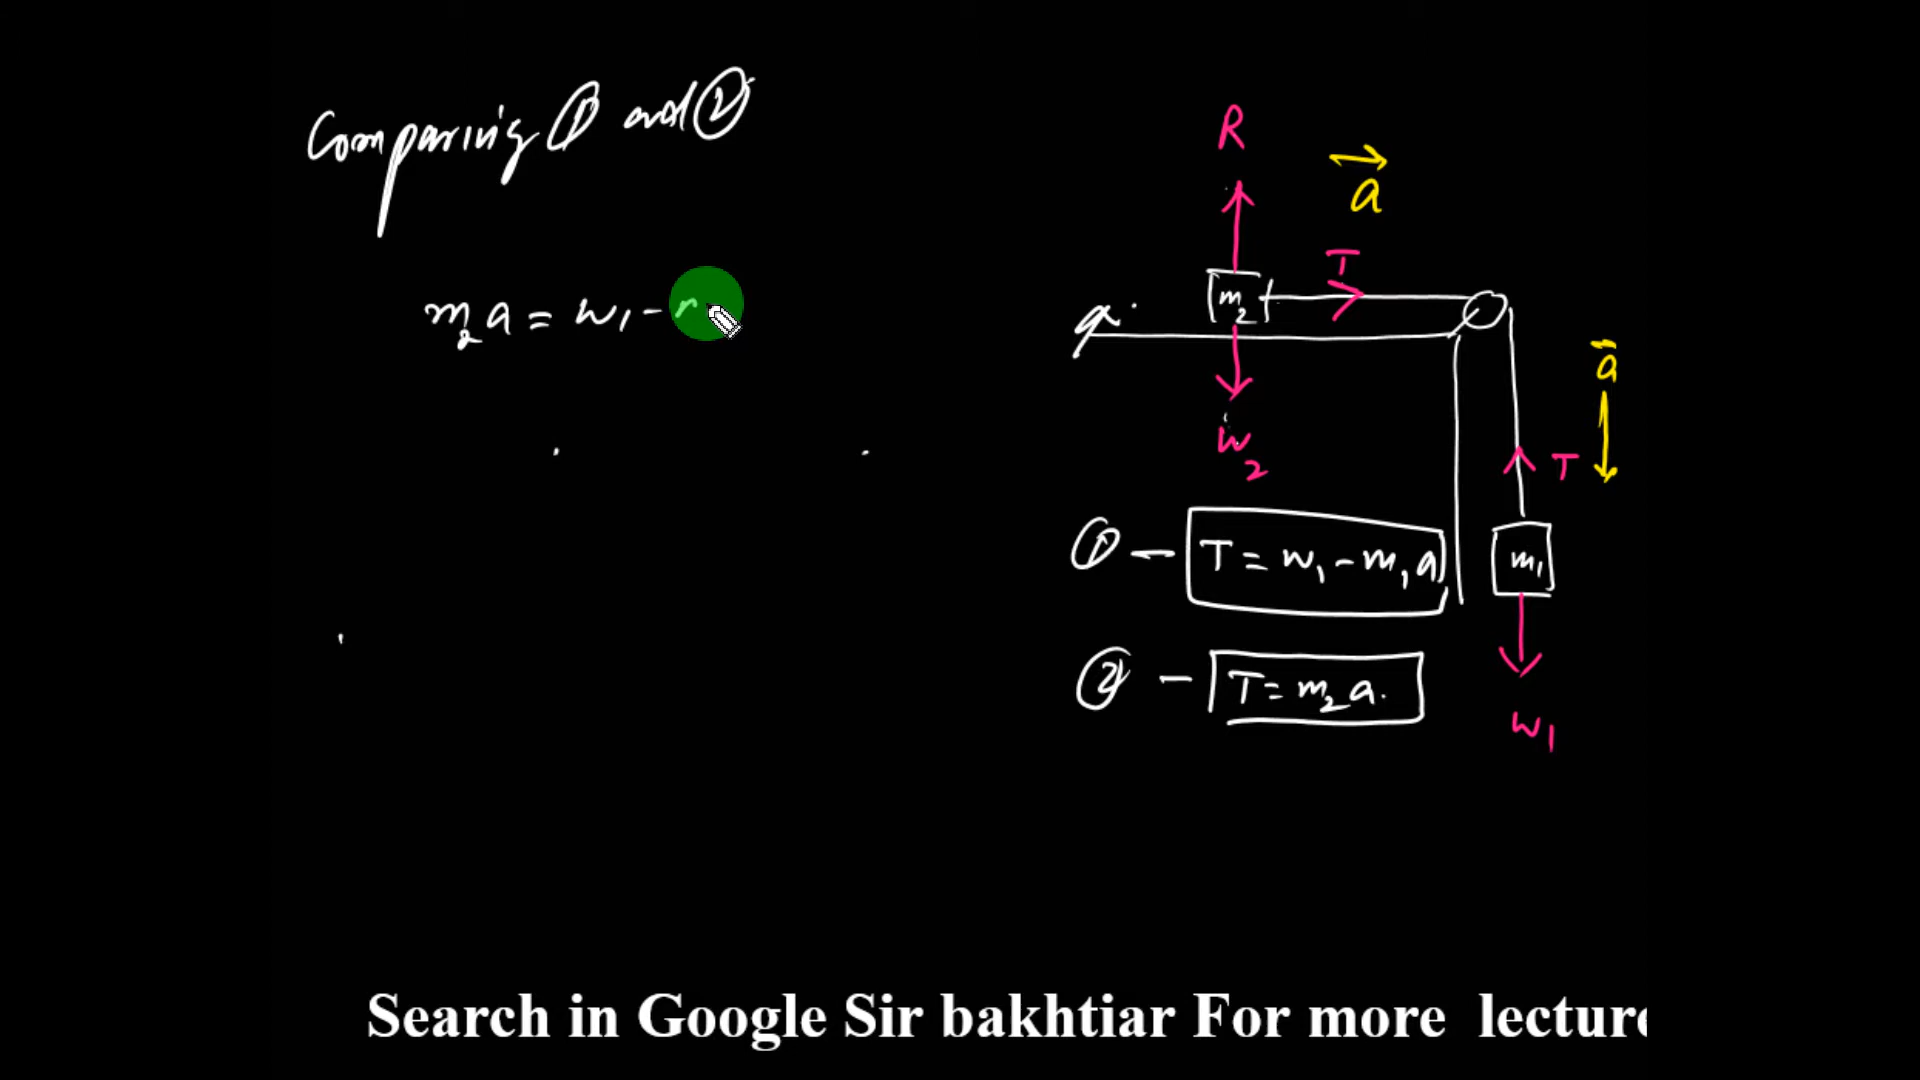 Comparing ① and ②
m₂a = w₁ - 
R
a
T
m₂
a
w₂
T
① - T = w₁ - m₁a
m₁
② - T = m₂a.
w₁
Search in Google Sir bakhtiar For more lecture